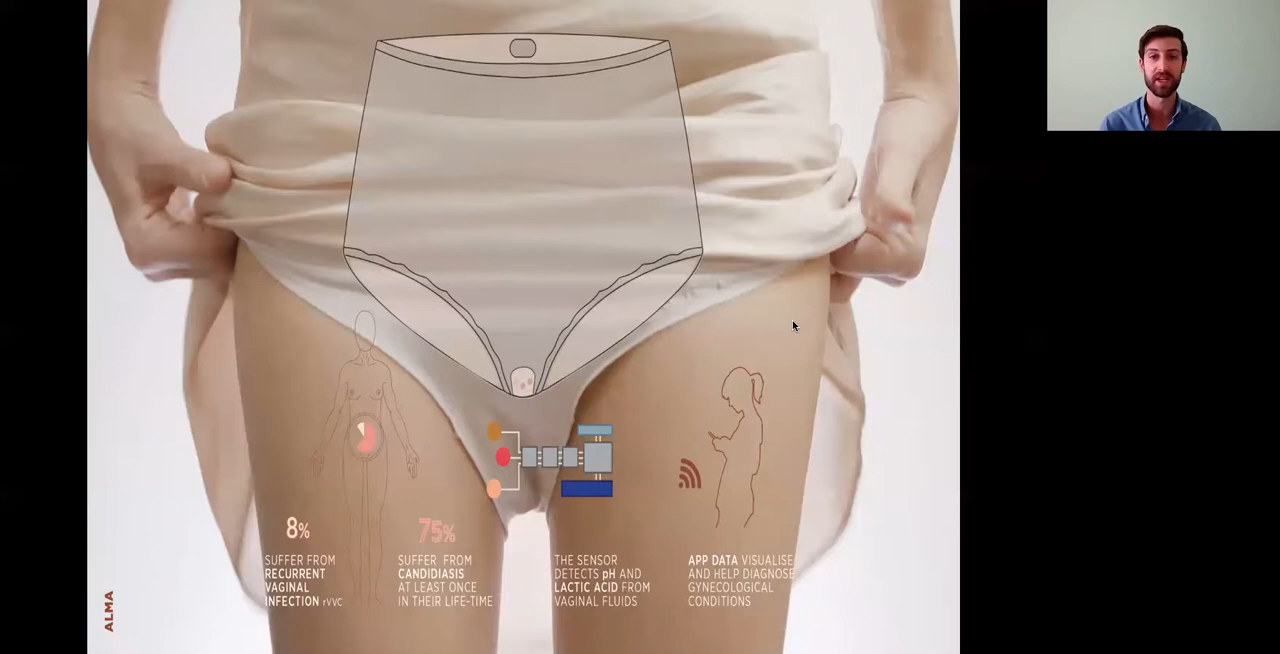 8%
SUFFER FROM
RECURRENT
VAGINAL
INFECTION rVVC
75%
SUFFER FROM
CANDIDIASIS
AT LEAST ONCE
IN THEIR LIFE-TIME
THE SENSOR
DETECTS pH AND
LACTIC ACID FROM
VAGINAL FLUIDS
APP DATA VISUALISE
AND HELP DIAGNOSE
GYNECOLOGICAL
CONDITIONS
ALMA